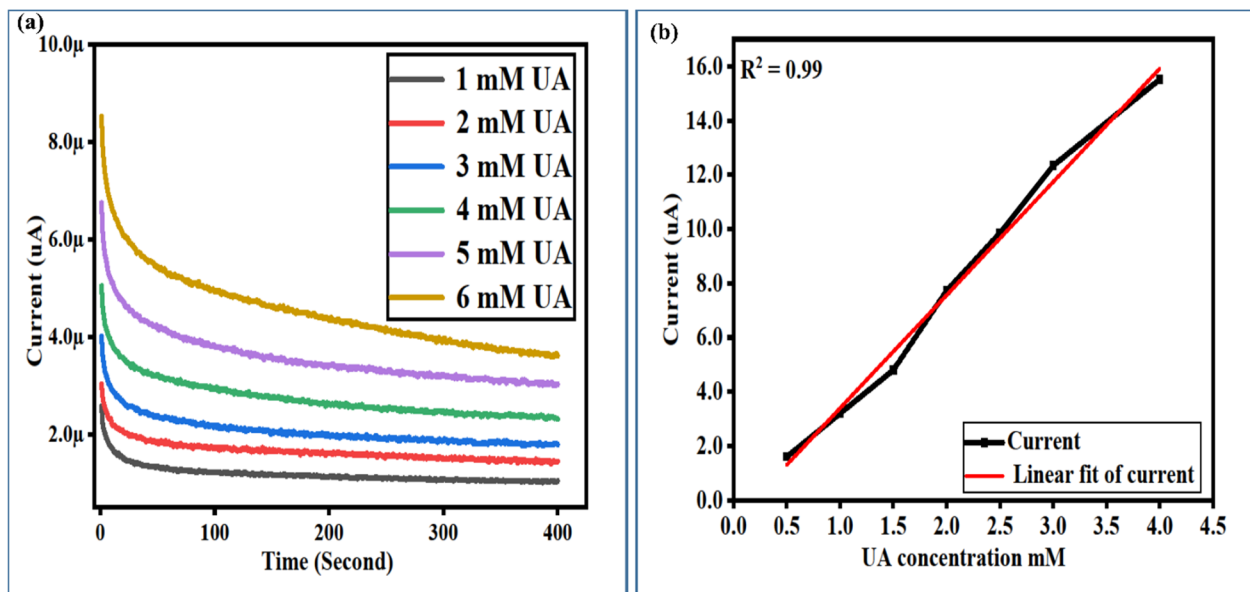 (a)
10.0μ
8.0μ
6.0μ
4.0μ
2.0μ
Current (uA)
1 mM UA
2 mM UA
3 mM UA
4 mM UA
5 mM UA
6 mM UA
0 100 200 300 400
Time (Second)
(b)
R² = 0.99
16.0
14.0
12.0
10.0
8.0
6.0
4.0
2.0
0.0
Current (uA)
Current
Linear fit of current
0.0 0.5 1.0 1.5 2.0 2.5 3.0 3.5 4.0 4.5
UA concentration mM